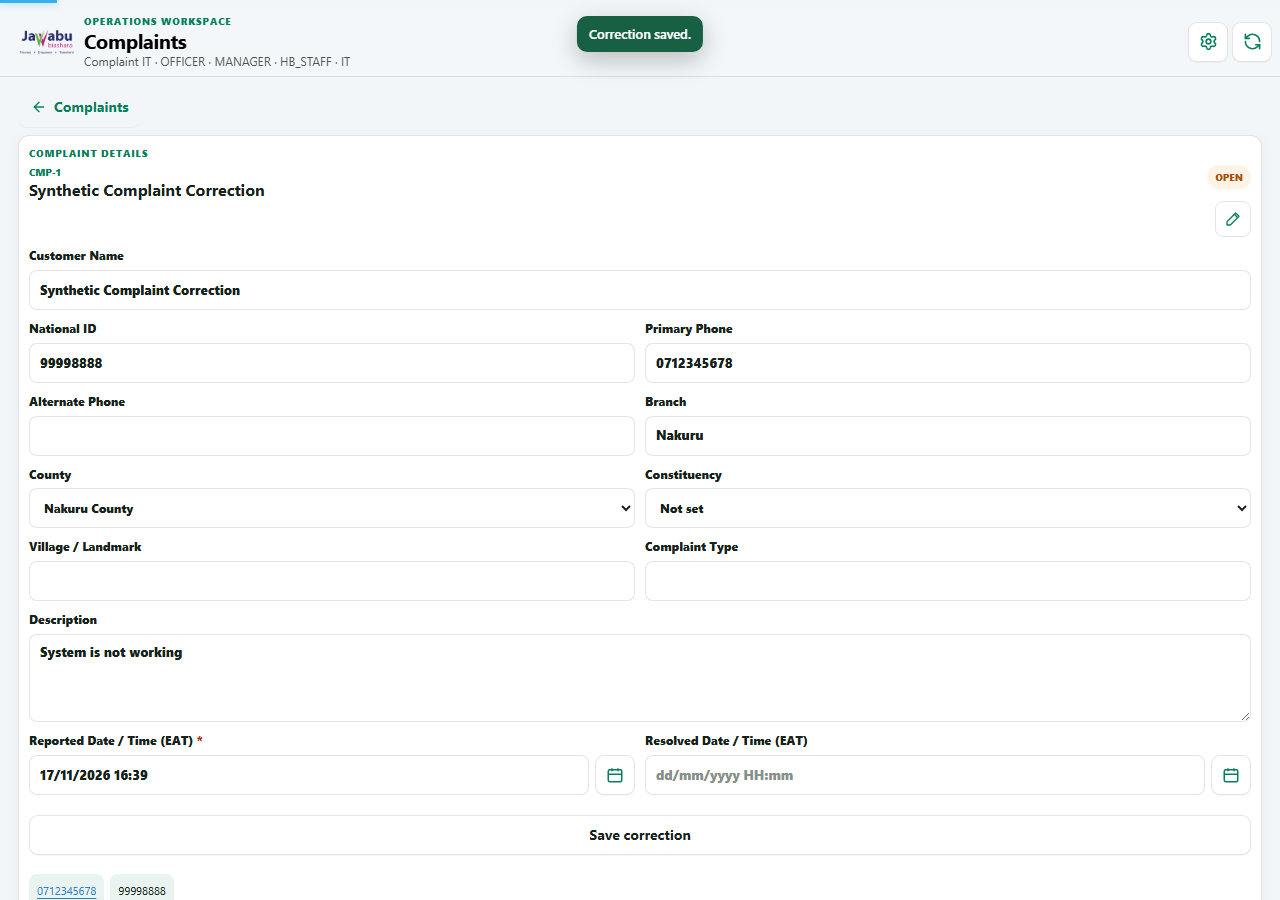 OPERATIONS WORKSPACE
Jawabu
biashara
Complaints
Complaint IT · OFFICER · MANAGER · HB_STAFF · IT
Correction saved.
← Complaints
COMPLAINT DETAILS
CMP-1
Synthetic Complaint Correction
OPEN
Customer Name
Synthetic Complaint Correction
National ID
Primary Phone
99998888
0712345678
Alternate Phone
Branch
Nakuru
County
Constituency
Nakuru County
Not set
Village / Landmark
Complaint Type
Description
System is not working
Reported Date / Time (EAT) *
Resolved Date / Time (EAT)
17/11/2026 16:39
dd/mm/yyyy HH:mm
Save correction
0712345678
99998888